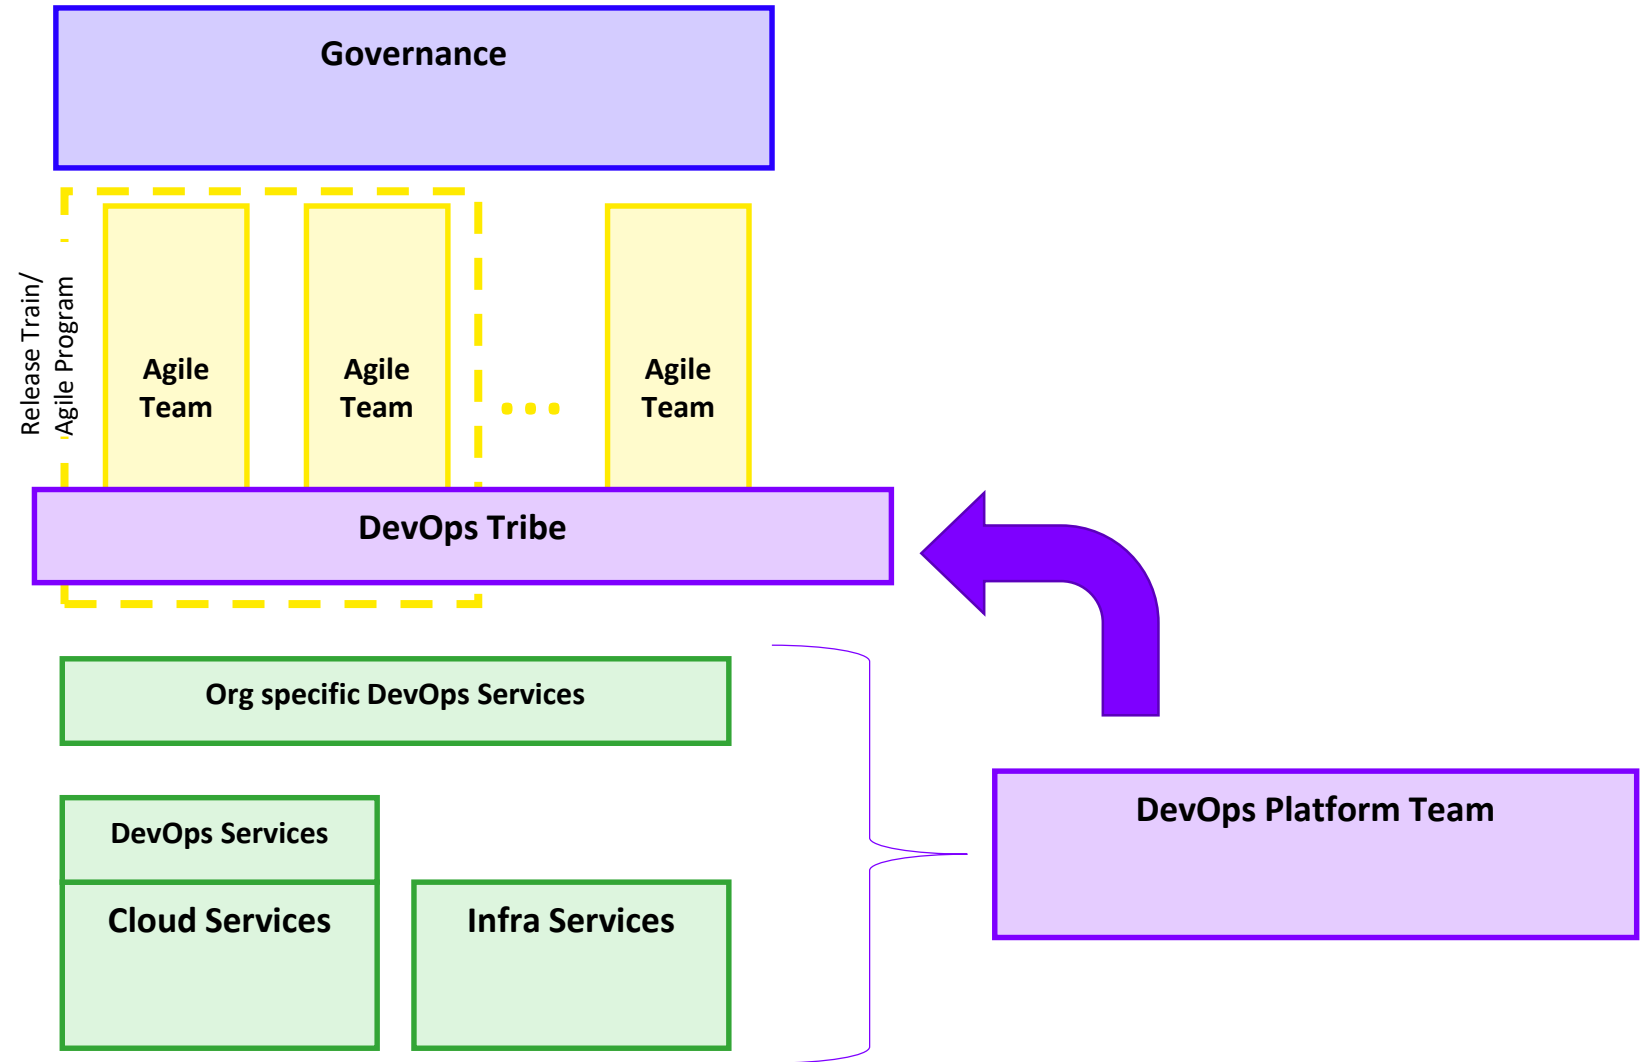 Governance
Release Train/
Agile Program
Agile
Team
Agile
Team
Agile
Team
DevOps Tribe
Org specific DevOps Services
DevOps Services
Cloud Services
Infra Services
DevOps Platform Team